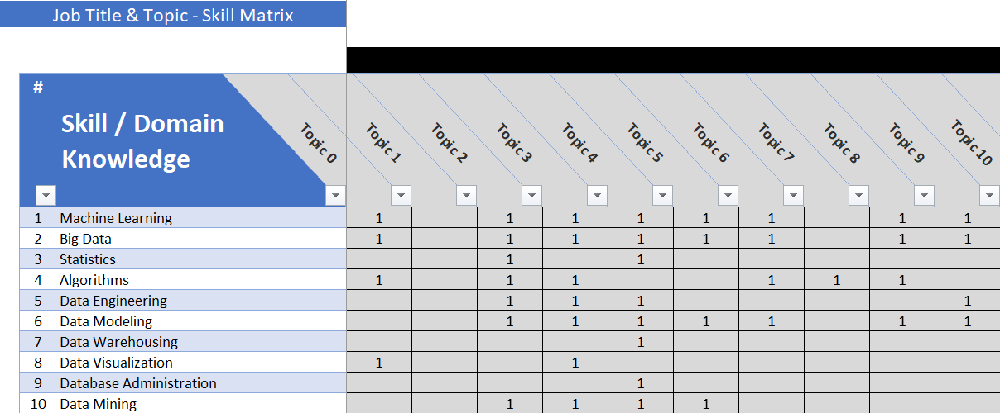 Job Title & Topic - Skill Matrix
#
Skill / Domain
Knowledge
Topic 0 Topic 1 Topic 2 Topic 3 Topic 4 Topic 5 Topic 6 Topic 7 Topic 8 Topic 9 Topic 10
1 Machine Learning 1 1 1 1 1 1 1 1
2 Big Data 1 1 1 1 1 1 1 1
3 Statistics 1 1
4 Algorithms 1 1 1 1 1 1
5 Data Engineering 1 1 1 1
6 Data Modeling 1 1 1 1 1 1 1
7 Data Warehousing 1
8 Data Visualization 1 1
9 Database Administration 1
10 Data Mining 1 1 1 1